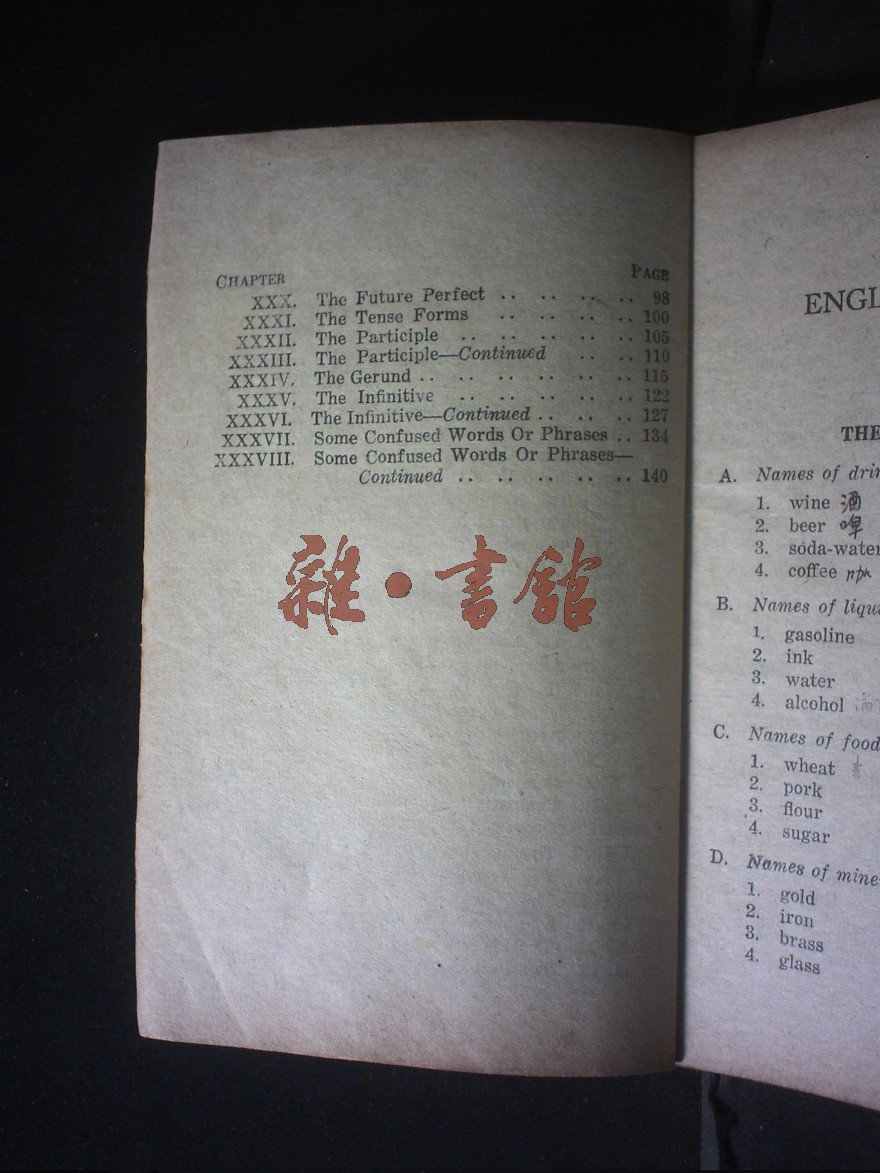 CHAPTER PAGE
XXX. The Future Perfect .. .. .. .. 98
XXXI. The Tense Forms .. .. .. .. 100
XXXII. The Participle .. .. .. .. .. 105
XXXIII. The Participle—Continued .. .. 110
XXXIV. The Gerund .. .. .. .. .. .. 115
XXXV. The Infinitive .. .. .. .. .. 122
XXXVI. The Infinitive—Continued .. .. .. 127
XXXVII. Some Confused Words Or Phrases .. 134
XXXVIII. Some Confused Words Or Phrases—
Continued .. .. .. .. .. 140
雜・書館
ENGL
THE
A. Names of drin
1. wine 酒
2. beer 啤
3. soda-water
4. coffee
B. Names of liqu
1. gasoline
2. ink
3. water
4. alcohol
C. Names of food
1. wheat
2. pork
3. flour
4. sugar
D. Names of mine
1. gold
2. iron
3. brass
4. glass